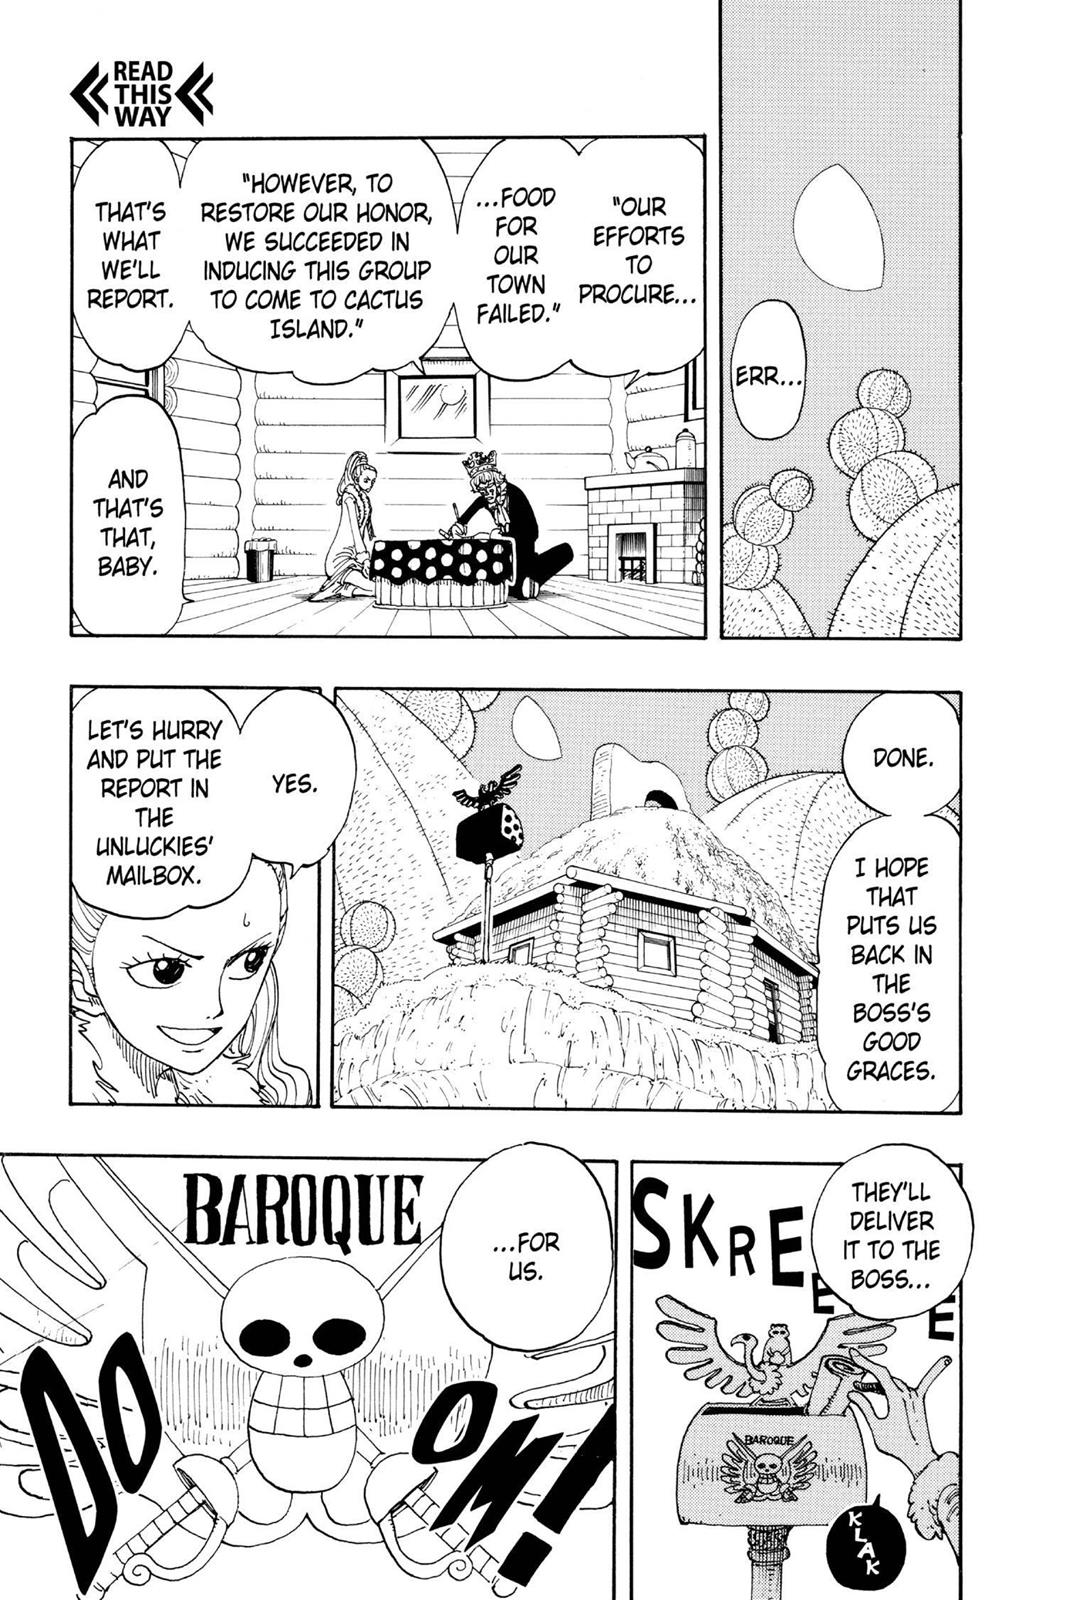 READ
THIS
WAY
ERR...
"OUR
EFFORTS
TO
PROCURE...
...FOOD
FOR
OUR
TOWN
FAILED."
"HOWEVER, TO
RESTORE OUR HONOR,
WE SUCCEEDED IN
INDUCING THIS GROUP
TO COME TO CACTUS
ISLAND."
THAT'S
WHAT
WE'LL
REPORT.
AND
THAT'S
THAT,
BABY.
DONE.
I HOPE
THAT
PUTS US
BACK IN
THE
BOSS'S
GOOD
GRACES.
YES.
LET'S HURRY
AND PUT THE
REPORT IN
THE
UNLUCKIES'
MAILBOX.
THEY'LL
DELIVER
IT TO THE
BOSS...
SKREEEE
BAROQUE
KLAK
...FOR
US.
BAROQUE
DOOM!